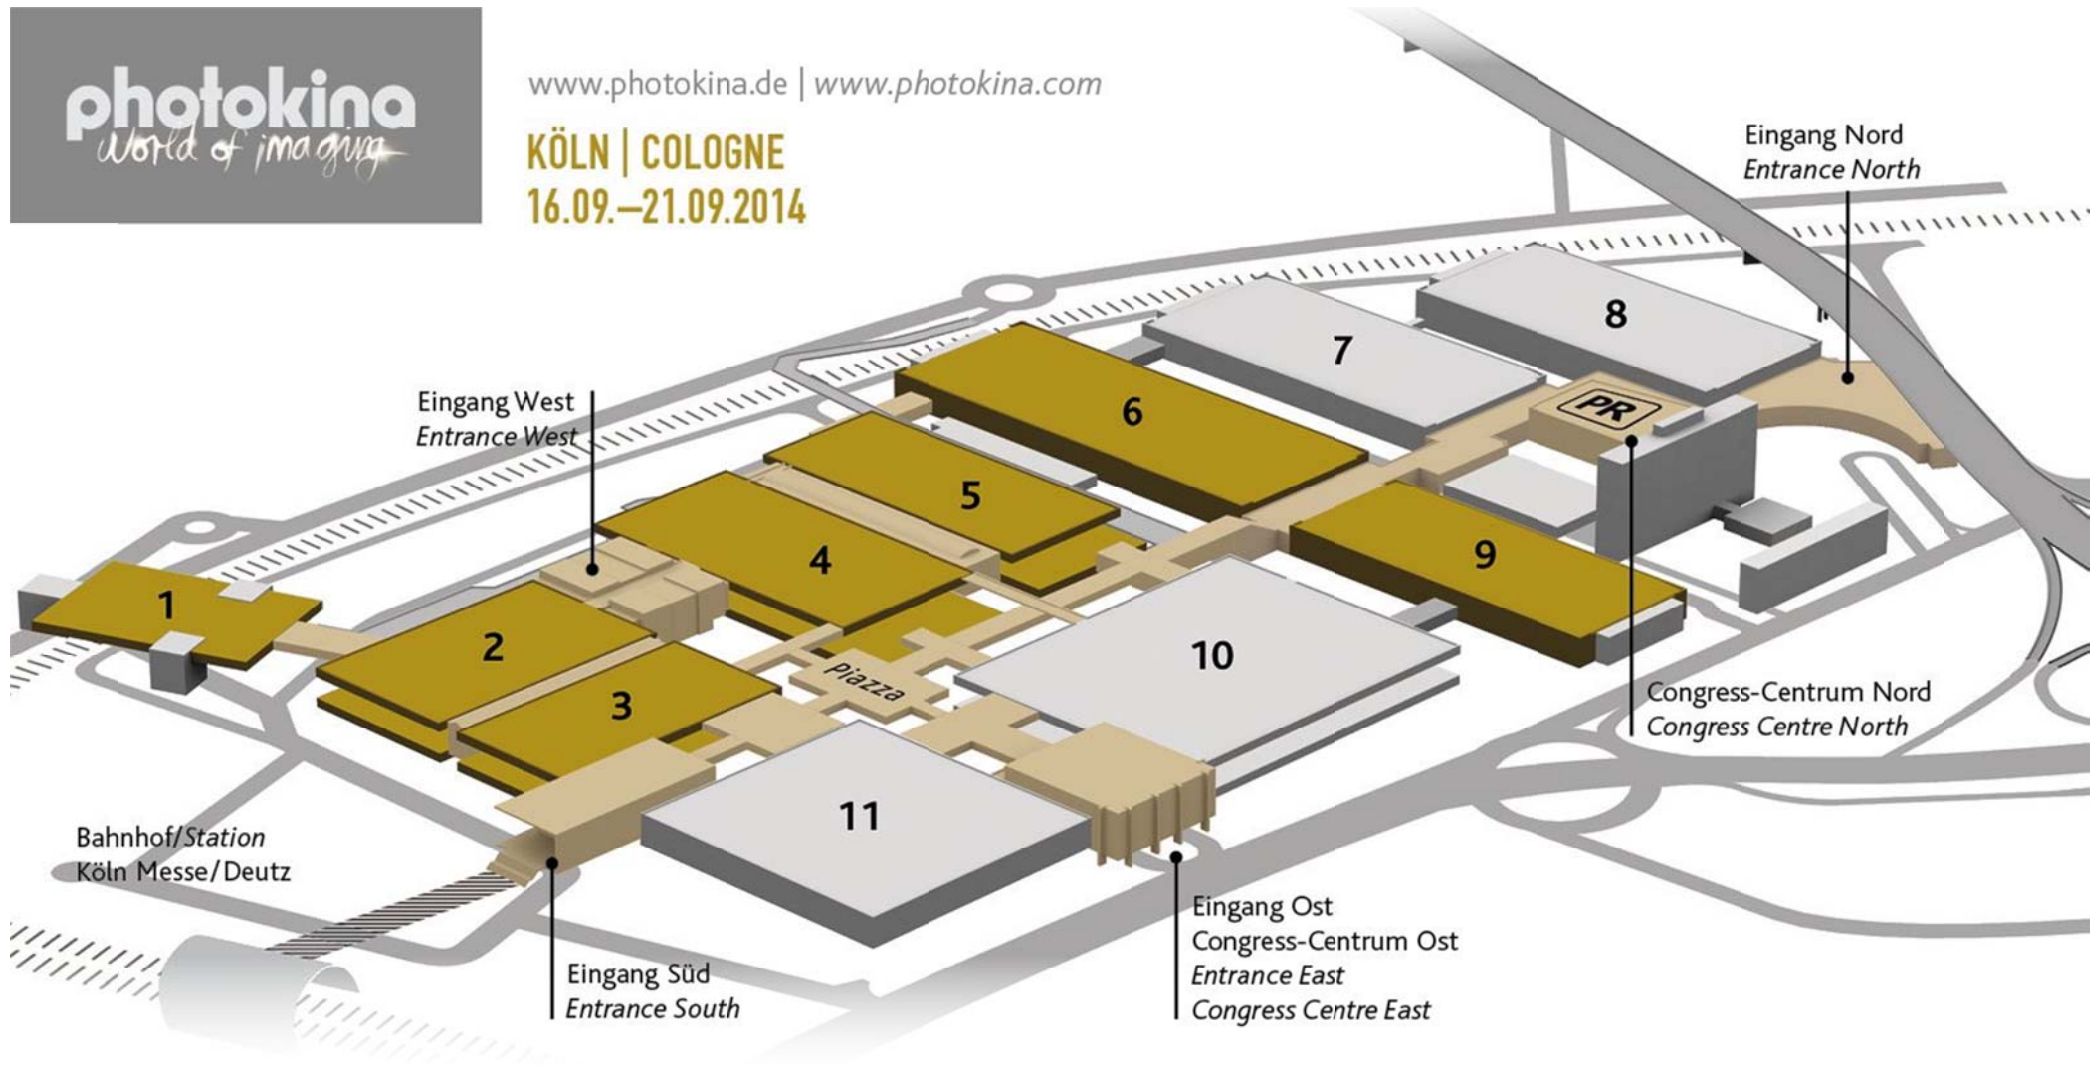 photokina
World of imaging
www.photokina.de | www.photokina.com
KÖLN | COLOGNE
16.09.–21.09.2014
Eingang Nord
Entrance North
8
7
PR
6
Eingang West
Entrance West
5
4
9
1
2
3
Piazza
10
Congress-Centrum Nord
Congress Centre North
11
Bahnhof/Station
Köln Messe/Deutz
Eingang Ost
Congress-Centrum Ost
Entrance East
Congress Centre East
Eingang Süd
Entrance South